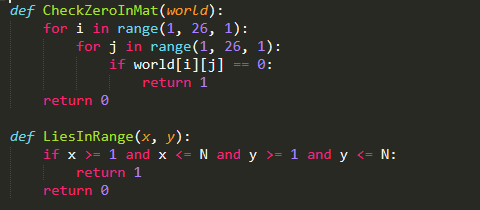 def CheckZeroInMat(world):
    for i in range(1, 26, 1):
        for j in range(1, 26, 1):
            if world[i][j] == 0:
                return 1
    return 0

def LiesInRange(x, y):
    if x >= 1 and x <= N and y >= 1 and y <= N:
        return 1
    return 0